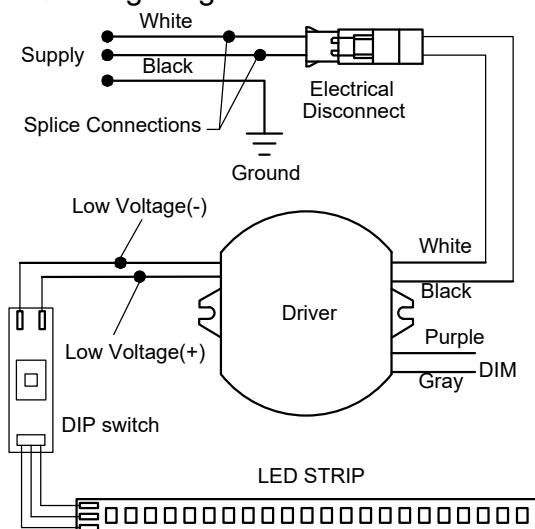 White
Supply
Black
Electrical
Disconnect
Splice Connections
Ground
Low Voltage(-)
White
Driver
Black
Low Voltage(+)
Purple
DIM
Gray
DIP switch
LED STRIP